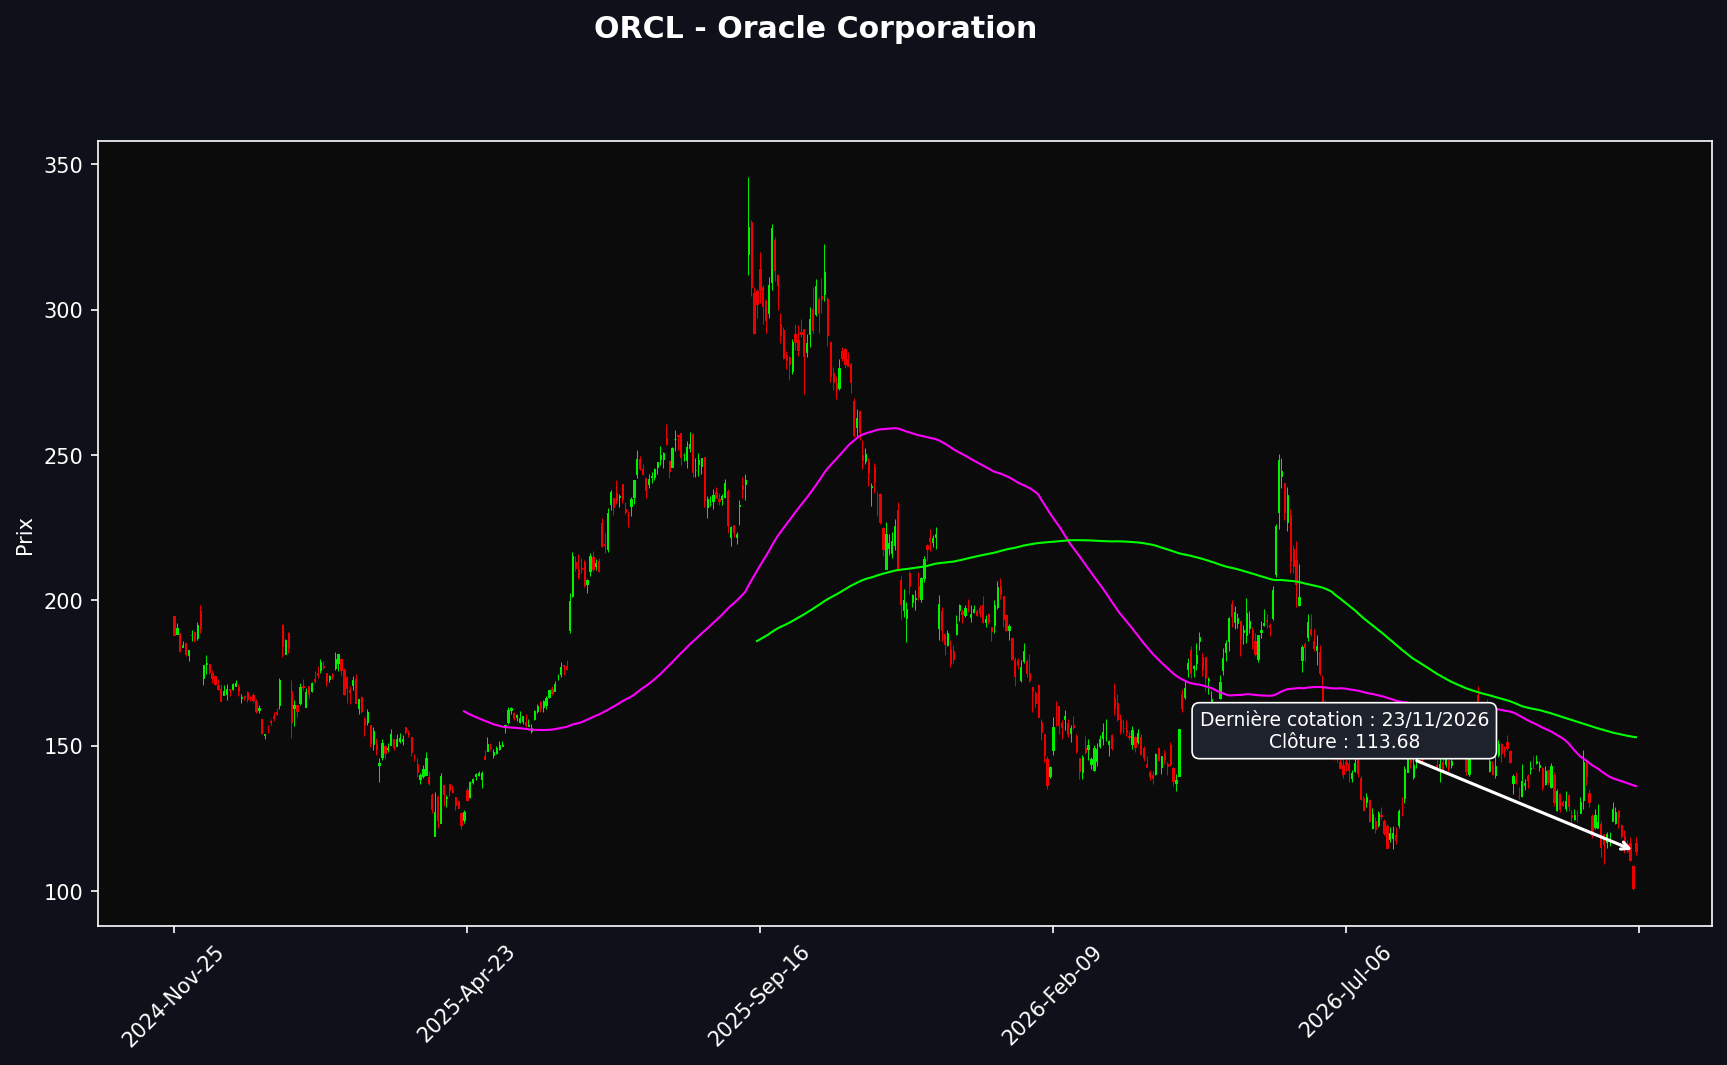 ORCL - Oracle Corporation
Prix
350
300
250
200
150
100
Dernière cotation : 23/11/2026
Clôture : 113.68
2024-Nov-25
2025-Apr-23
2025-Sep-16
2026-Feb-09
2026-Jul-06